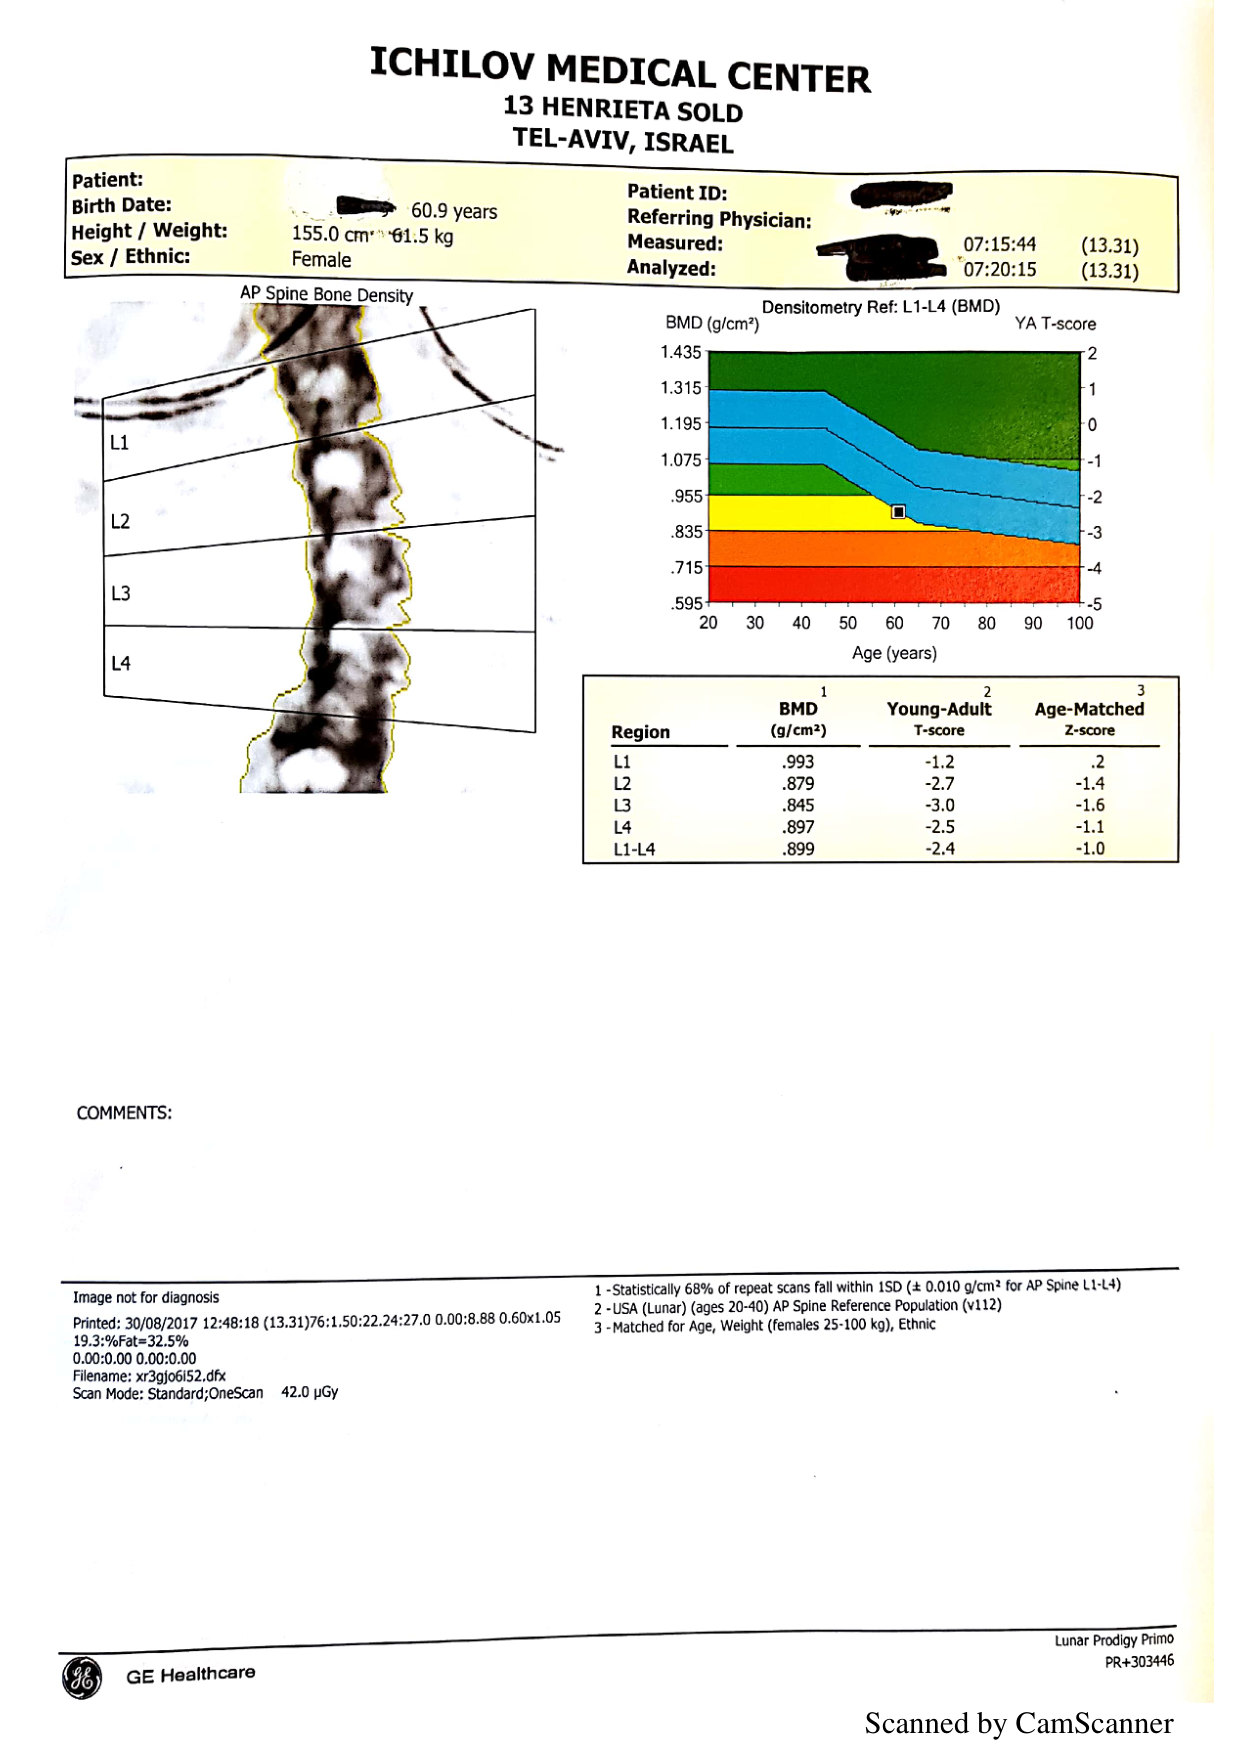 ICHILOV MEDICAL CENTER
13 HENRIETA SOLD
TEL-AVIV, ISRAEL
Patient:
Birth Date: 60.9 years
Height / Weight: 155.0 cm 61.5 kg
Sex / Ethnic: Female
Patient ID:
Referring Physician:
Measured: 07:15:44 (13.31)
Analyzed: 07:20:15 (13.31)
AP Spine Bone Density
L1
L2
L3
L4
Densitometry Ref: L1-L4 (BMD)
BMD (g/cm²) YA T-score
1.435 2
1.315 1
1.195 0
1.075 -1
.955 -2
.835 -3
.715 -4
.595 -5
20 30 40 50 60 70 80 90 100
Age (years)
1 2 3
BMD Young-Adult Age-Matched
Region (g/cm²) T-score Z-score
L1 .993 -1.2 .2
L2 .879 -2.7 -1.4
L3 .845 -3.0 -1.6
L4 .897 -2.5 -1.1
L1-L4 .899 -2.4 -1.0
COMMENTS:
Image not for diagnosis
Printed: 30/08/2017 12:48:18 (13.31)76:1.50:22.24:27.0 0.00:8.88 0.60x1.05
19.3:%Fat=32.5%
0.00:0.00 0.00:0.00
Filename: xr3gjo6i52.dfx
Scan Mode: Standard;OneScan 42.0 µGy
1 -Statistically 68% of repeat scans fall within 1SD (± 0.010 g/cm² for AP Spine L1-L4)
2 -USA (Lunar) (ages 20-40) AP Spine Reference Population (v112)
3 -Matched for Age, Weight (females 25-100 kg), Ethnic
Lunar Prodigy Primo
PR+303446
GE GE Healthcare
Scanned by CamScanner